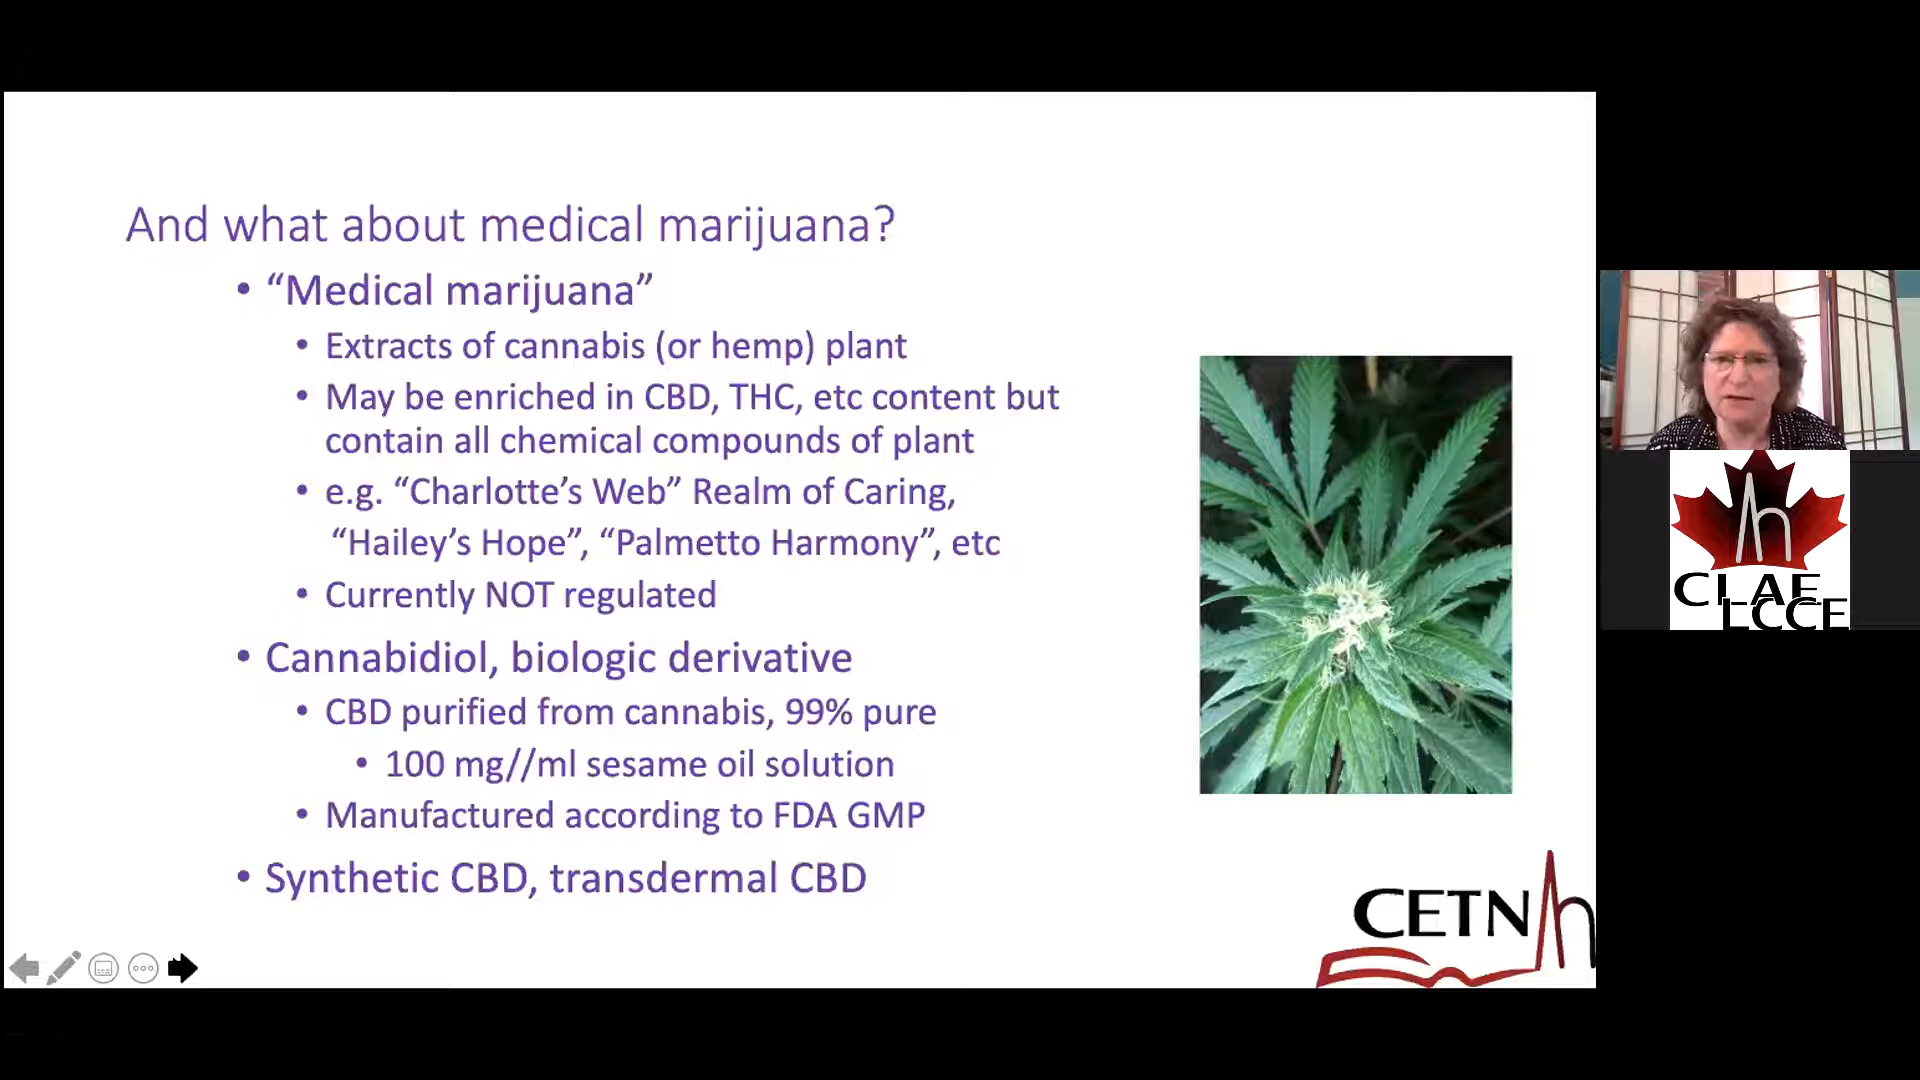 And what about medical marijuana?
• “Medical marijuana”
• Extracts of cannabis (or hemp) plant
• May be enriched in CBD, THC, etc content but
contain all chemical compounds of plant
• e.g. “Charlotte’s Web” Realm of Caring,
“Hailey’s Hope”, “Palmetto Harmony”, etc
• Currently NOT regulated
• Cannabidiol, biologic derivative
• CBD purified from cannabis, 99% pure
• 100 mg//ml sesame oil solution
• Manufactured according to FDA GMP
• Synthetic CBD, transdermal CBD
CETN
CLAE
LCCE